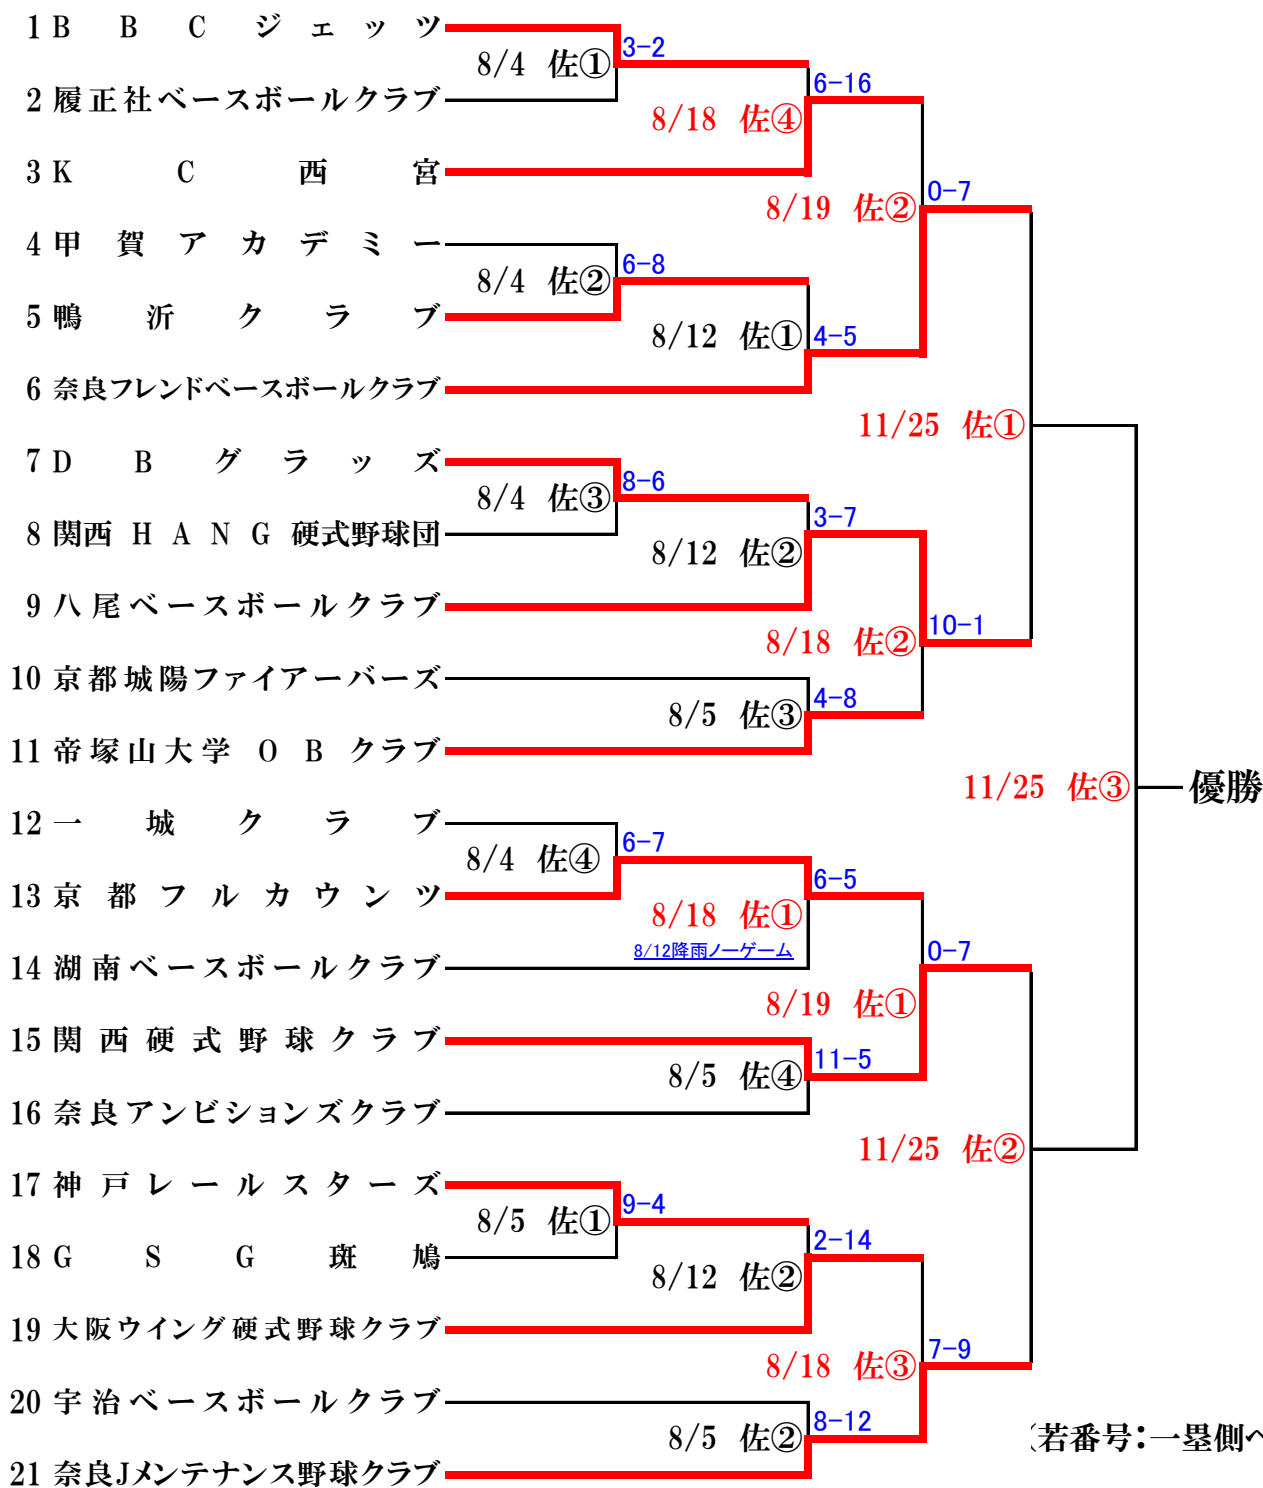 1 BBCジェッツ
3-2
8/4 佐①
2 履正社ベースボールクラブ
6-16
8/18 佐④
3 KC西宮
0-7
8/19 佐②
4 甲賀アカデミー
6-8
8/4 佐②
5 鴨沂クラブ
8/12 佐①
4-5
6 奈良フレンドベースボールクラブ
11/25 佐①
7 DBグラッズ
8-6
8/4 佐③
8 関西HANG硬式野球団
3-7
8/12 佐②
9 八尾ベースボールクラブ
10-1
8/18 佐②
10 京都城陽ファイアーバーズ
4-8
8/5 佐③
11 帝塚山大学OBクラブ
11/25 佐③
優勝
12 一城クラブ
6-7
8/4 佐④
13 京都フルカウンツ
6-5
8/18 佐①
8/12降雨ノーゲーム
14 湖南ベースボールクラブ
0-7
8/19 佐①
15 関西硬式野球クラブ
11-5
8/5 佐④
16 奈良アンビションズクラブ
11/25 佐②
17 神戸レールスターズ
9-4
8/5 佐①
18 GSG斑鳩
2-14
8/12 佐②
19 大阪ウイング硬式野球クラブ
7-9
8/18 佐③
20 宇治ベースボールクラブ
8-12
8/5 佐②
(若番号：一塁側ベ
21 奈良Jメンテナンス野球クラブ